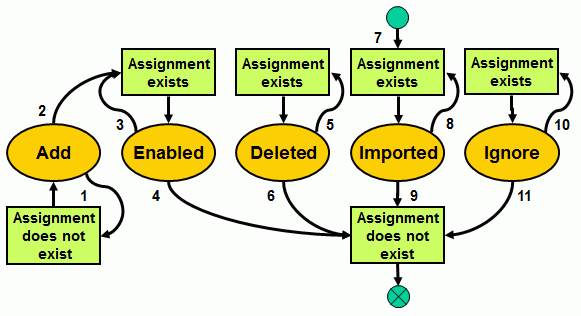 7
Assignment
exists
Assignment
exists
Assignment
exists
Assignment
exists
2
3
5
8
10
Add
Enabled
Deleted
Imported
Ignore
1
4
6
9
11
Assignment
does not
exist
Assignment
does not
exist